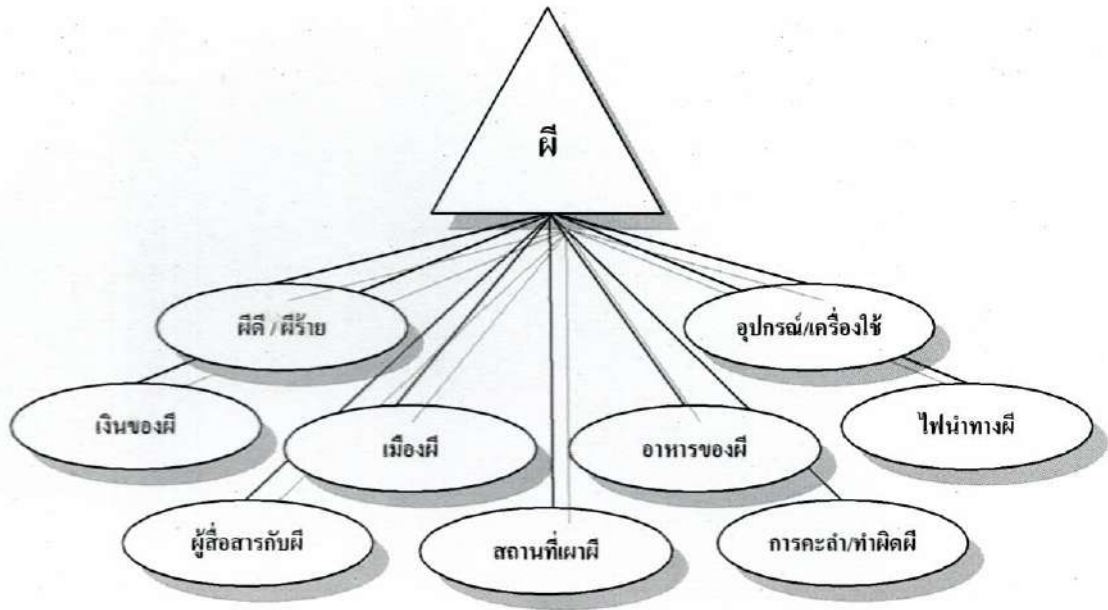 ผี
ผีดี / ผีร้าย
อุปกรณ์/เครื่องใช้
เงินของผี
เมืองผี
อาหารของผี
ไฟนำทางผี
ผู้สื่อสารกับผี
สถานที่เผาผี
การคะลำ/ทำผิดผี